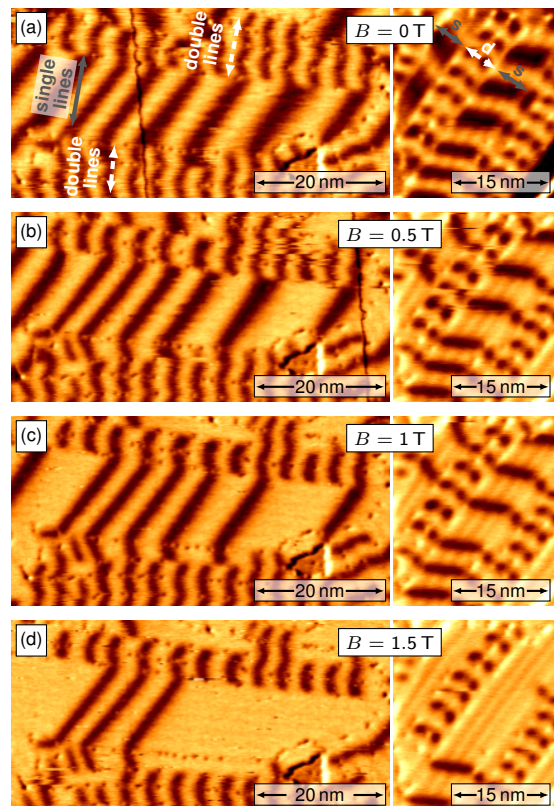 (a)
single
lines
double
lines
double
lines
B = 0 T
s
d
s
20 nm
15 nm
(b)
B = 0.5 T
20 nm
15 nm
(c)
B = 1 T
20 nm
15 nm
(d)
B = 1.5 T
20 nm
15 nm